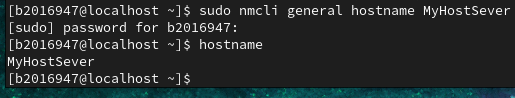 [b2016947@localhost ~]$ sudo nmcli general hostname MyHostSever
[sudo] password for b2016947:
[b2016947@localhost ~]$ hostname
MyHostSever
[b2016947@localhost ~]$